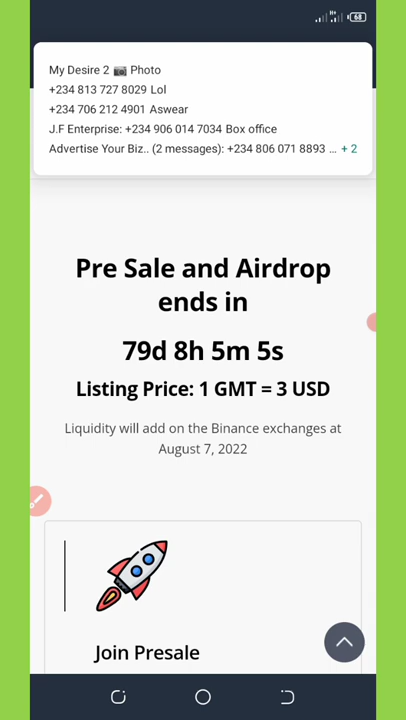 68
My Desire 2 📷 Photo
+234 813 727 8029 Lol
+234 706 212 4901 Aswear
J.F Enterprise: +234 906 014 7034 Box office
Advertise Your Biz.. (2 messages): +234 806 071 8893 ... + 2
Pre Sale and Airdrop
ends in
79d 8h 5m 5s
Listing Price: 1 GMT = 3 USD
Liquidity will add on the Binance exchanges at
August 7, 2022
Join Presale